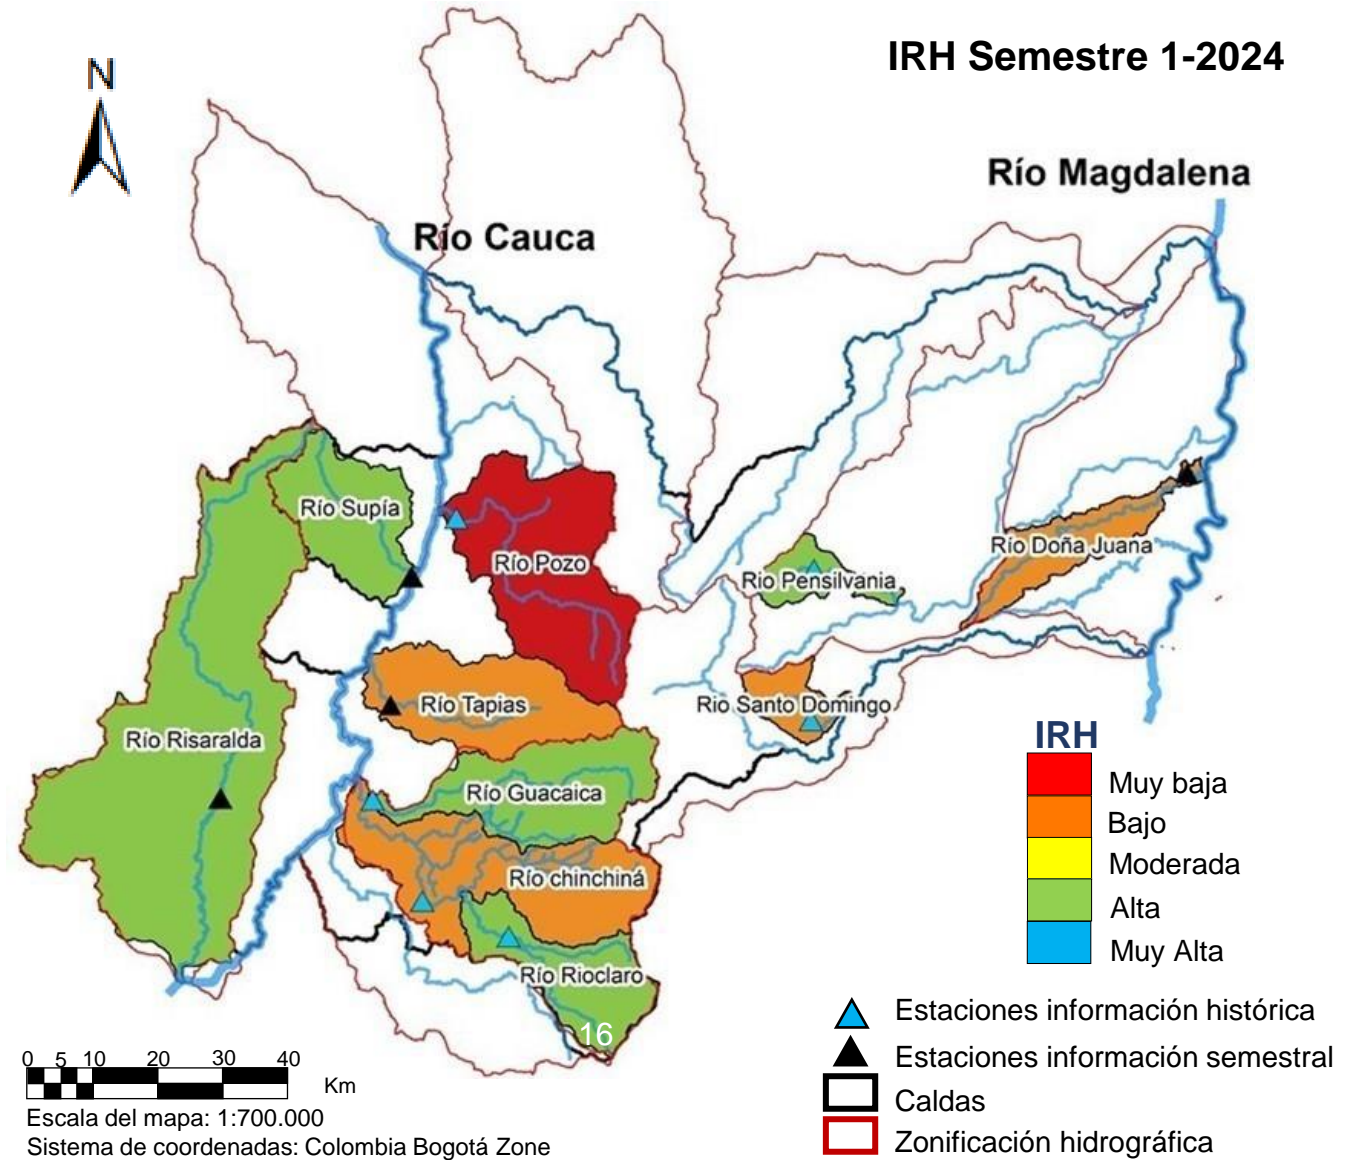 IRH Semestre 1-2024
N
Río Magdalena
Río Cauca
Río Supía
Río Pozo
Río Doña Juana
Rio Pensilvania
Río Tapias
Rio Santo Domingo
Río Risaralda
Río Guacaica
Río chinchiná
Río Rioclaro
16
IRH
Muy baja
Bajo
Moderada
Alta
Muy Alta
Estaciones información histórica
Estaciones información semestral
Caldas
Zonificación hidrográfica
0 5 10 20 30 40
Km
Escala del mapa: 1:700.000
Sistema de coordenadas: Colombia Bogotá Zone